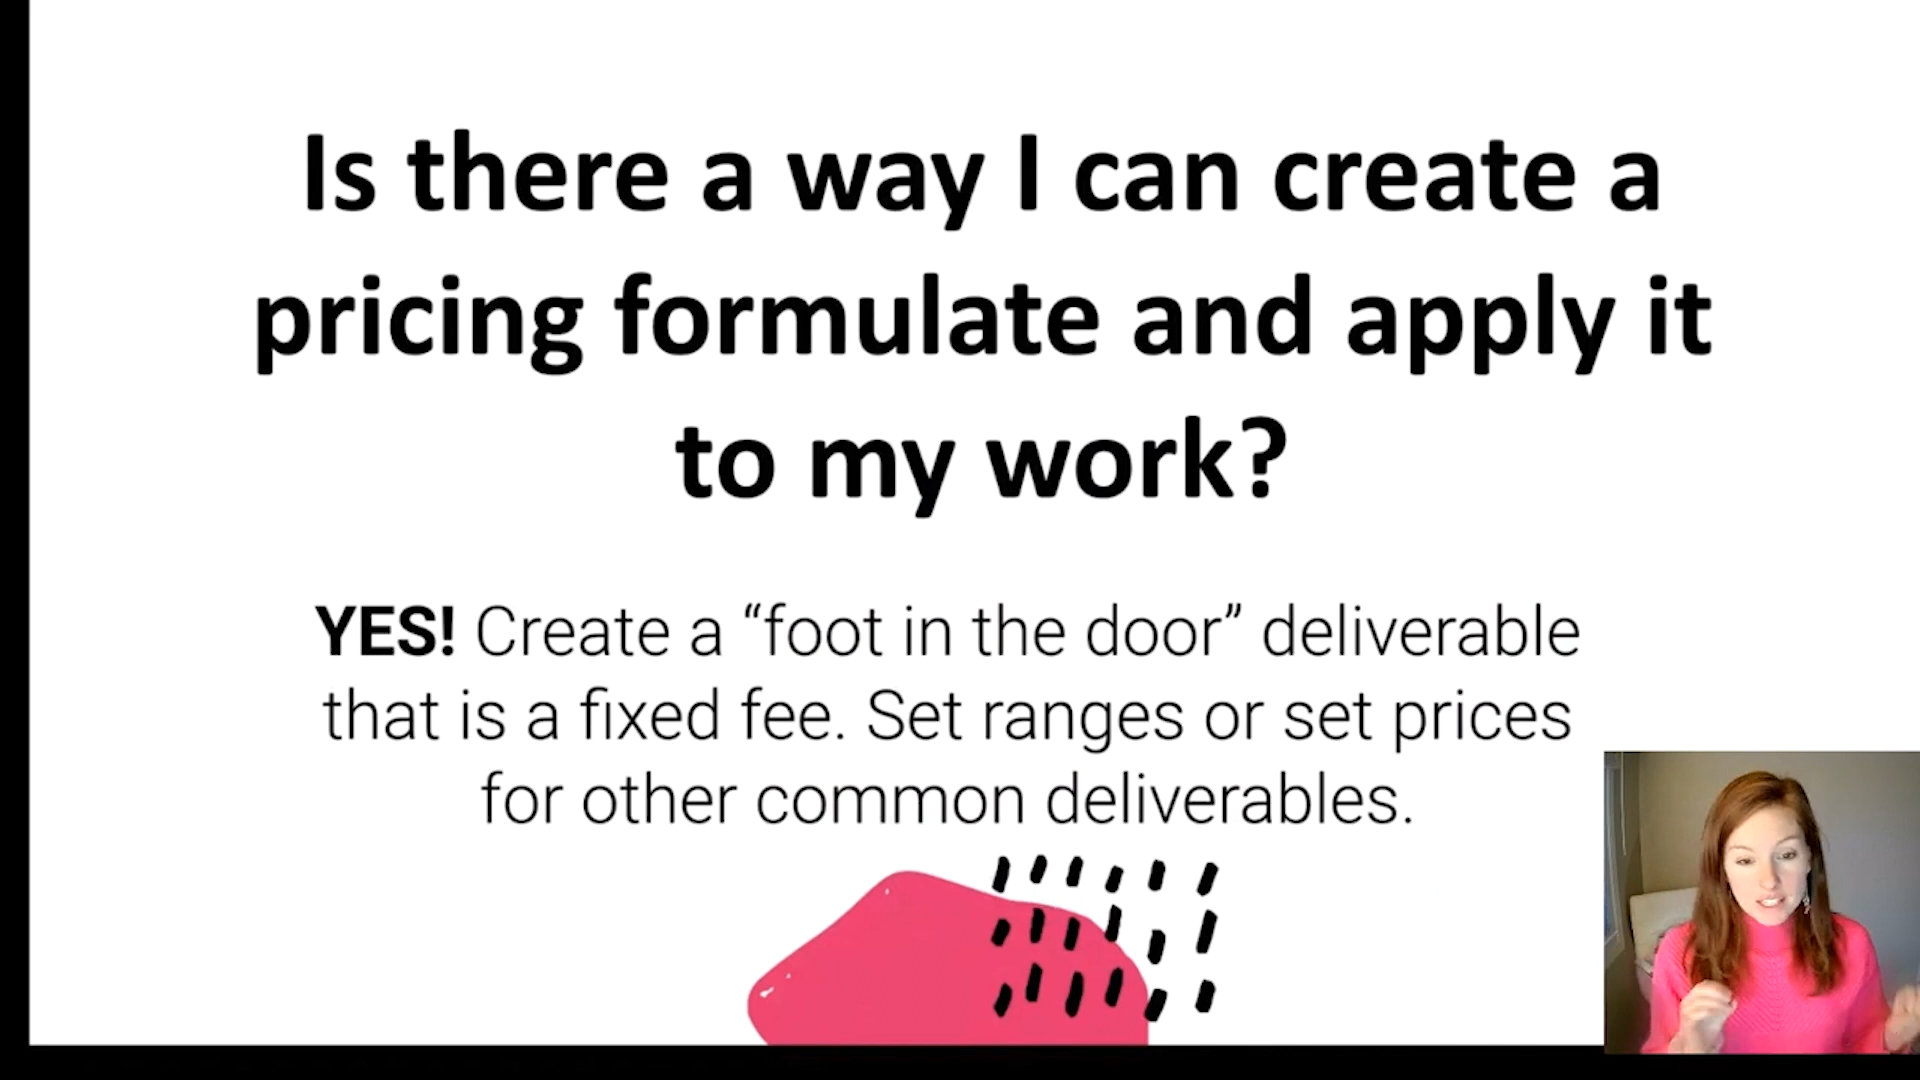 Is there a way I can create a
pricing formulate and apply it
to my work?
YES! Create a “foot in the door” deliverable
that is a fixed fee. Set ranges or set prices
for other common deliverables.